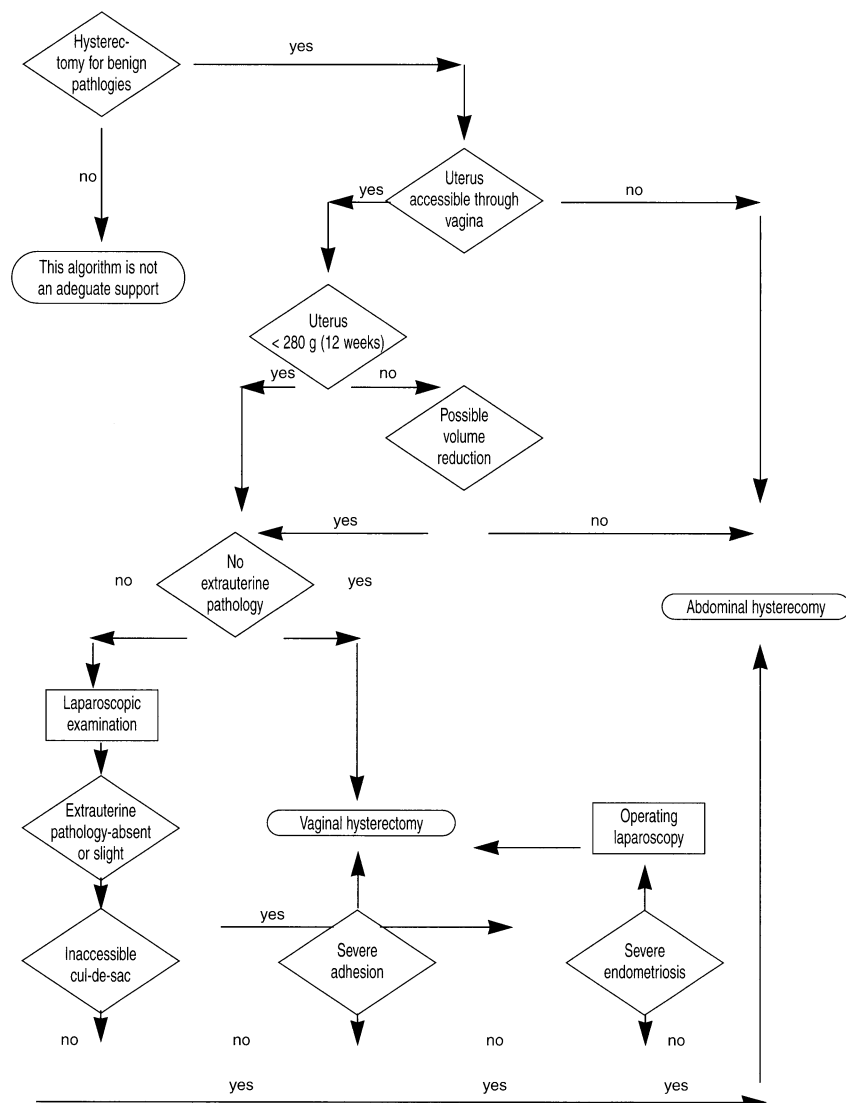 yes
Hysterec-
tomy for benign
pathlogies
no
Uterus
accessible through
vagina
yes
no
This algorithm is not
an adequate support
Uterus
< 280 g (12 weeks)
yes
no
Possible
volume
reduction
yes
no
No
extrauterine
pathology
no
yes
Abdominal hysterecomy
Laparoscopic
examination
Extrauterine
pathology-absent
or slight
Vaginal hysterectomy
Operating
laparoscopy
yes
Inaccessible
cul-de-sac
Severe
adhesion
Severe
endometriosis
no
no
no
no
yes
yes
yes